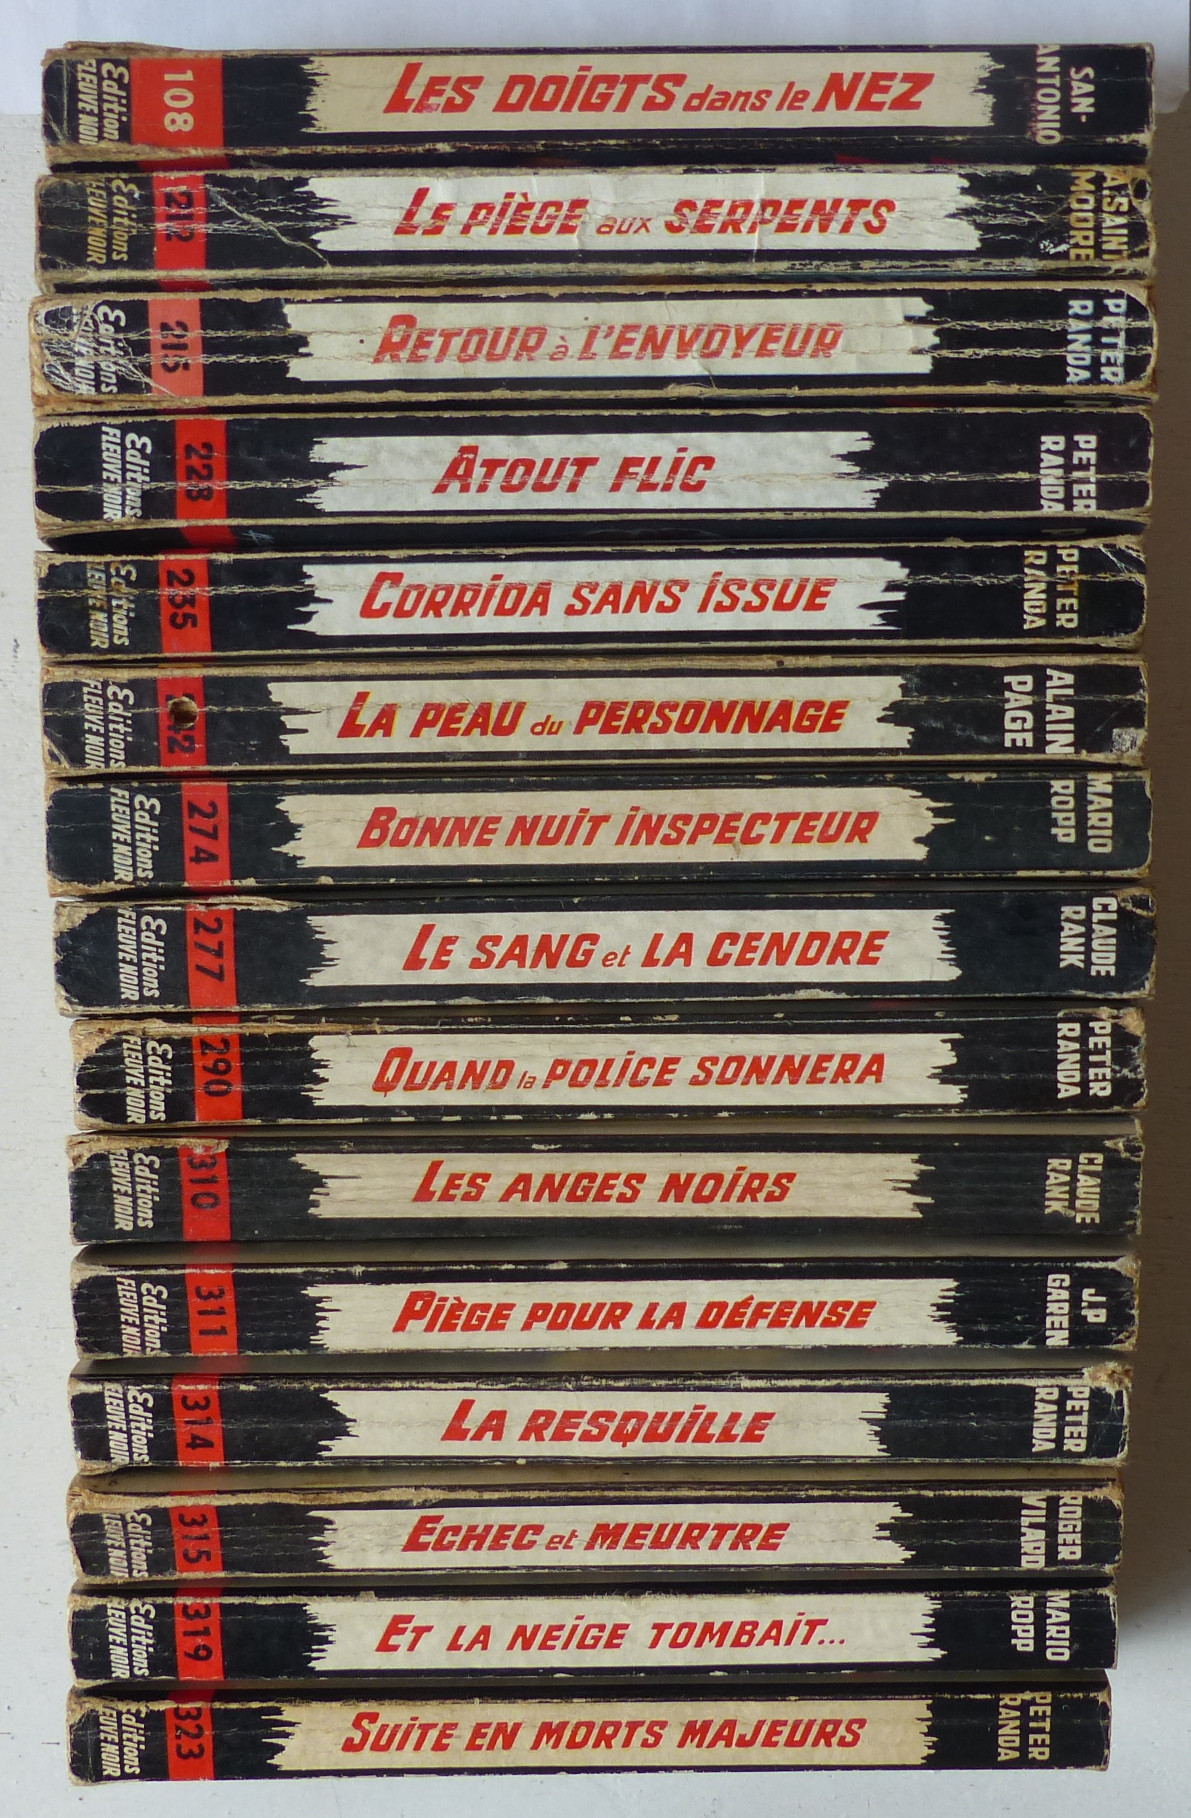 Editions
FLEUVE NOIR
108
LES DOIGTS dans le NEZ
SAN-
ANTONIO
Editions
FLEUVE NOIR
212
LE PIÈGE aux SERPENTS
A SAINT
MOORE
Editions
FLEUVE NOIR
215
RETOUR à L'ENVOYEUR
PETER
RANDA
Editions
FLEUVE NOIR
228
ATOUT FLIC
PETER
RANDA
Editions
FLEUVE NOIR
235
CORRIDA SANS ISSUE
PETER
RANDA
Editions
FLEUVE NOIR
LA PEAU du PERSONNAGE
ALAIN
PAGE
Editions
FLEUVE NOIR
274
BONNE NUIT INSPECTEUR
MARIO
ROPP
Editions
FLEUVE NOIR
277
LE SANG et LA CENDRE
CLAUDE
RANK
Editions
FLEUVE NOIR
290
QUAND la POLICE SONNERA
PETER
RANDA
Editions
FLEUVE NOIR
310
LES ANGES NOIRS
CLAUDE
RANK
Editions
FLEUVE NOIR
311
PIÈGE POUR LA DÉFENSE
J.P
GAREN
Editions
FLEUVE NOIR
314
LA RESQUILLE
PETER
RANDA
Editions
FLEUVE NOIR
315
ECHEC et MEURTRE
ROGER
VILARD
Editions
FLEUVE NOIR
319
ET LA NEIGE TOMBAIT...
MARIO
ROPP
Editions
FLEUVE NOIR
323
SUITE EN MORTS MAJEURS
PETER
RANDA